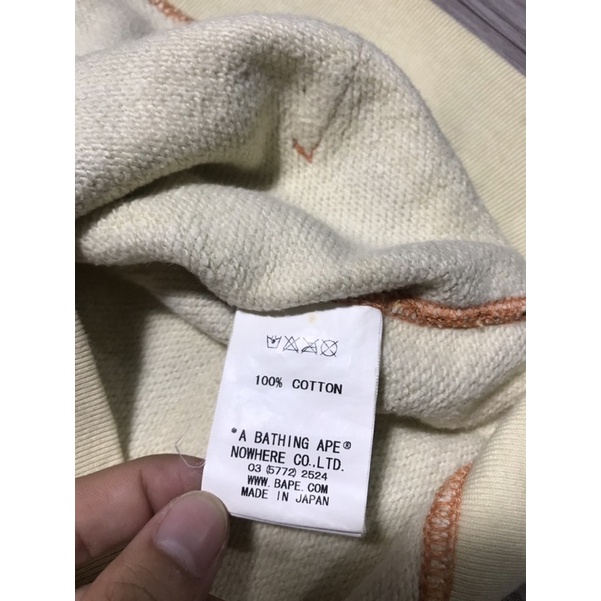 100% COTTON
*A BATHING APE®
NOWHERE CO.,LTD.
03 (5772) 2524
WWW.BAPE.COM
MADE IN JAPAN